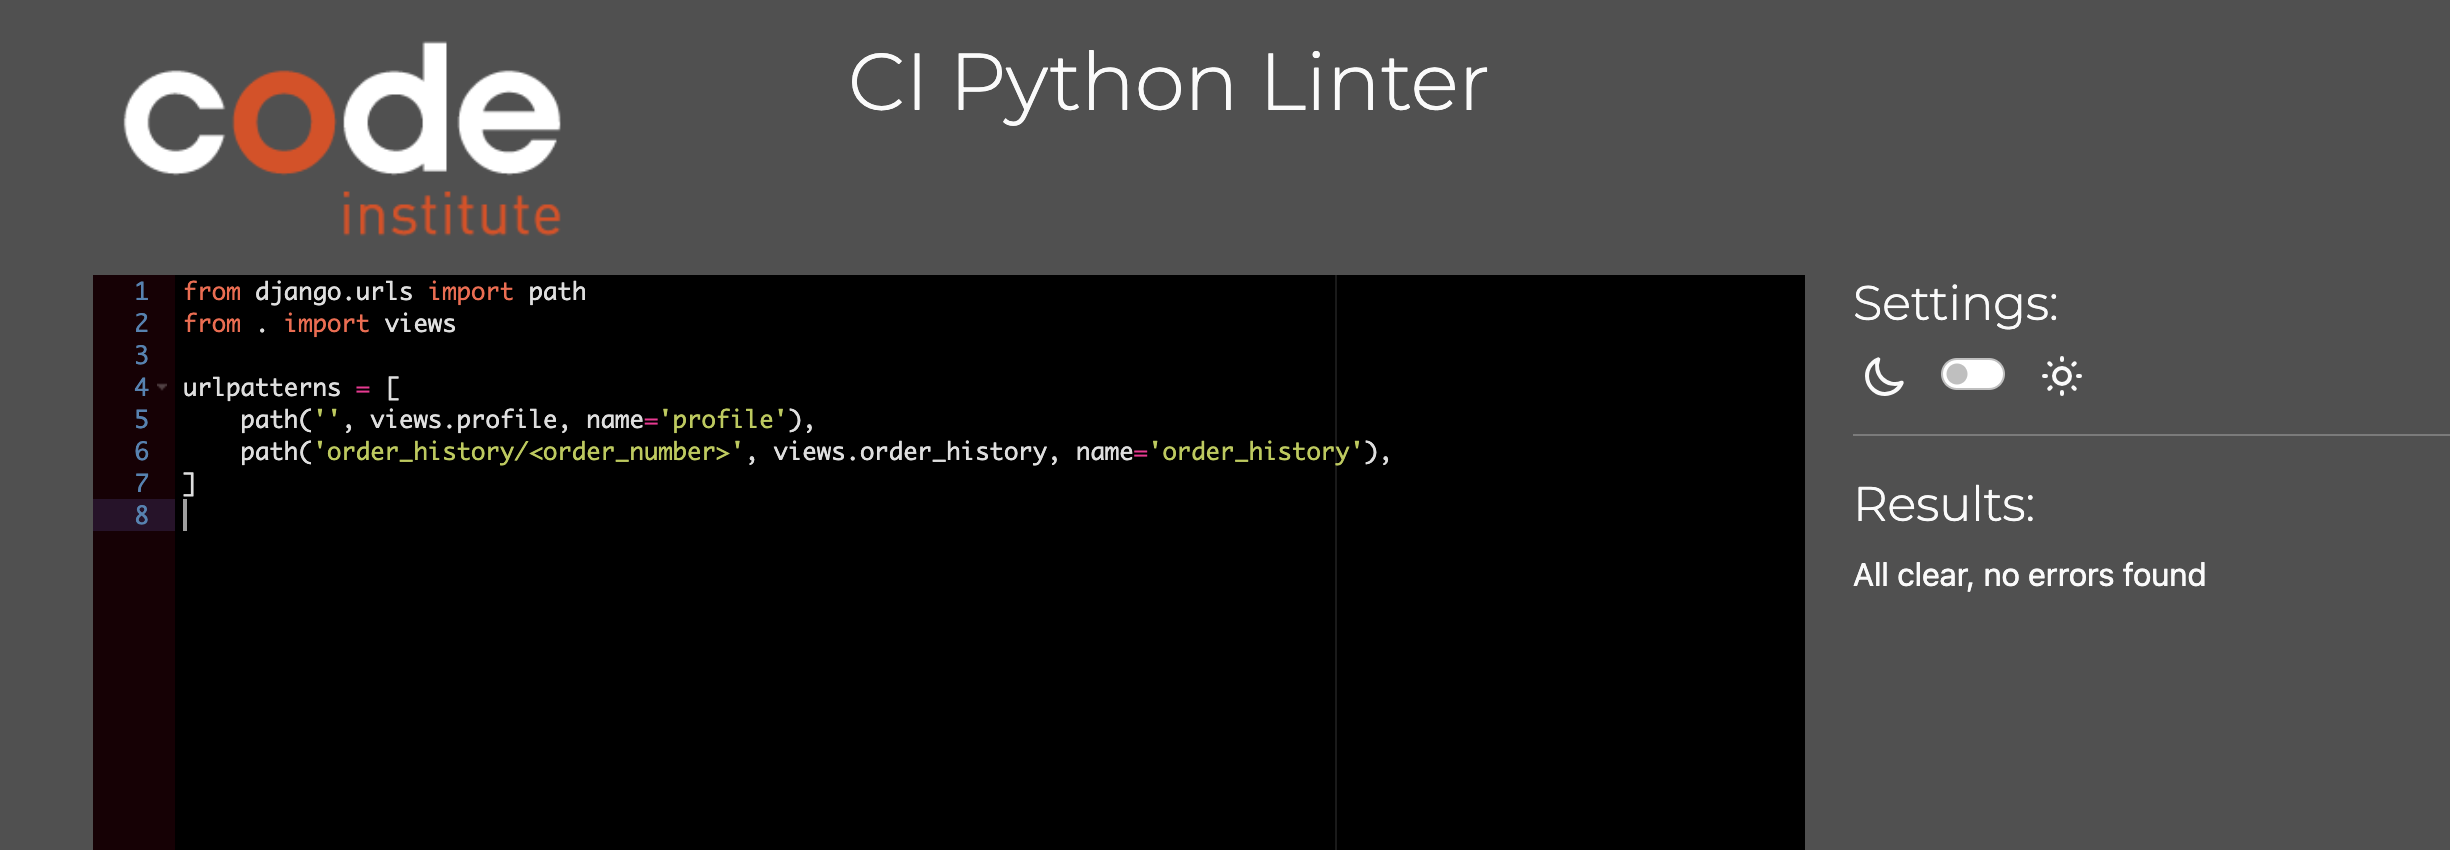 code
institute
CI Python Linter
1 from django.urls import path
2 from . import views
3
4 urlpatterns = [
5     path('', views.profile, name='profile'),
6     path('order_history/<order_number>', views.order_history, name='order_history'),
7 ]
8
Settings:
Results:
All clear, no errors found